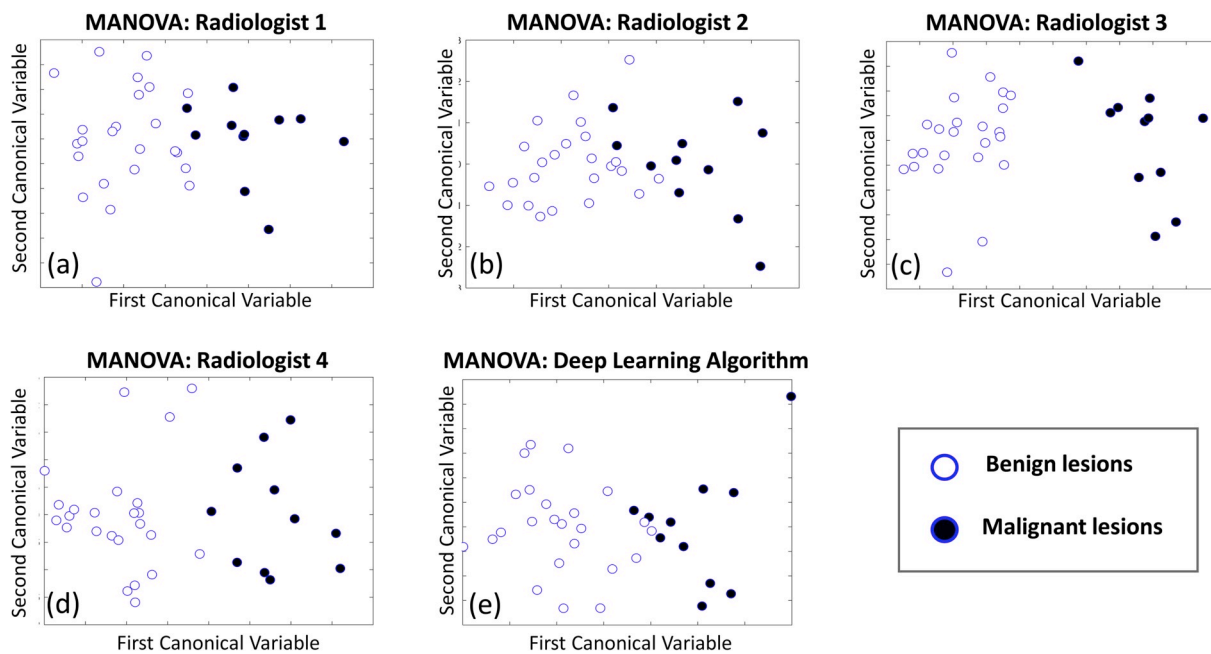 MANOVA: Radiologist 1
MANOVA: Radiologist 2
MANOVA: Radiologist 3
Second Canonical Variable
(a)
First Canonical Variable
Second Canonical Variable
(b)
First Canonical Variable
Second Canonical Variable
(c)
First Canonical Variable
MANOVA: Radiologist 4
MANOVA: Deep Learning Algorithm
Second Canonical Variable
(d)
First Canonical Variable
Second Canonical Variable
(e)
First Canonical Variable
Benign lesions
Malignant lesions